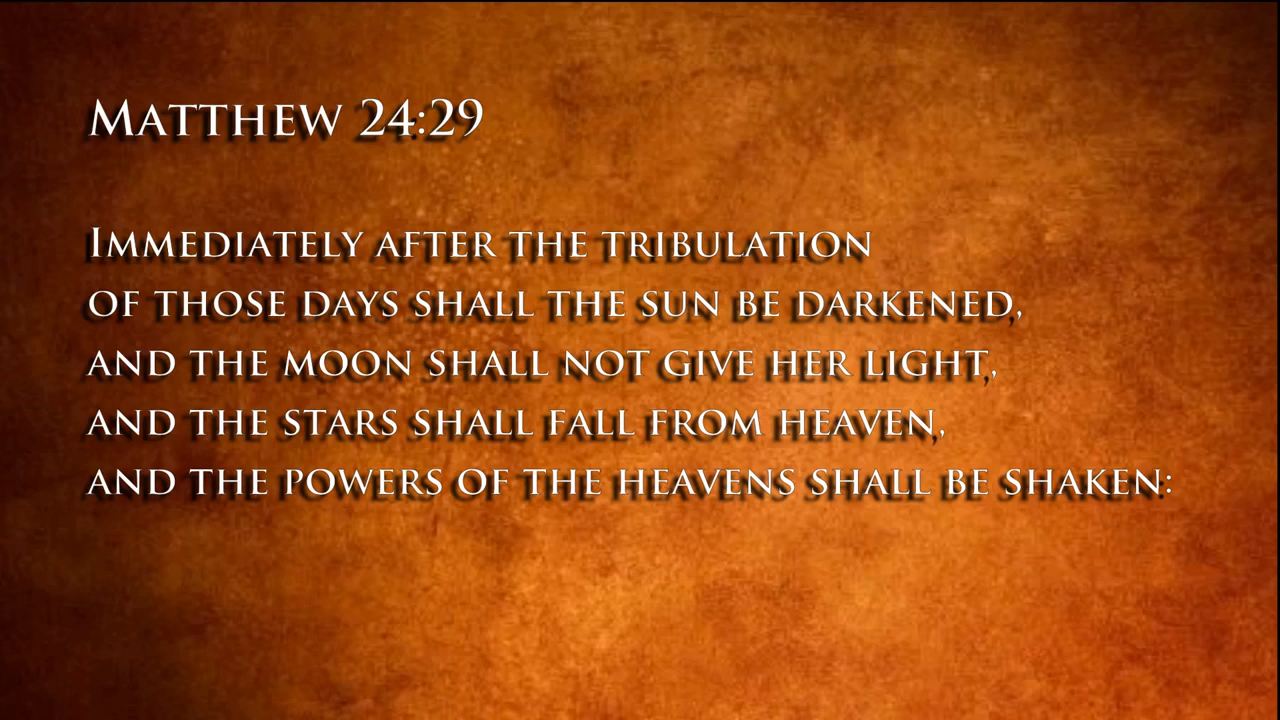 Matthew 24:29
Immediately after the tribulation
of those days shall the sun be darkened,
and the moon shall not give her light,
and the stars shall fall from heaven,
and the powers of the heavens shall be shaken: